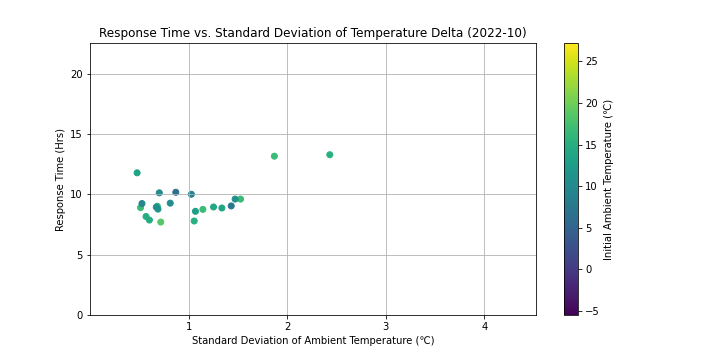 Response Time vs. Standard Deviation of Temperature Delta (2022-10)
Response Time (Hrs)
20
15
10
5
0
1 2 3 4
Standard Deviation of Ambient Temperature (℃)
25
20
15
10
5
0
−5
Initial Ambient Temperature (℃)